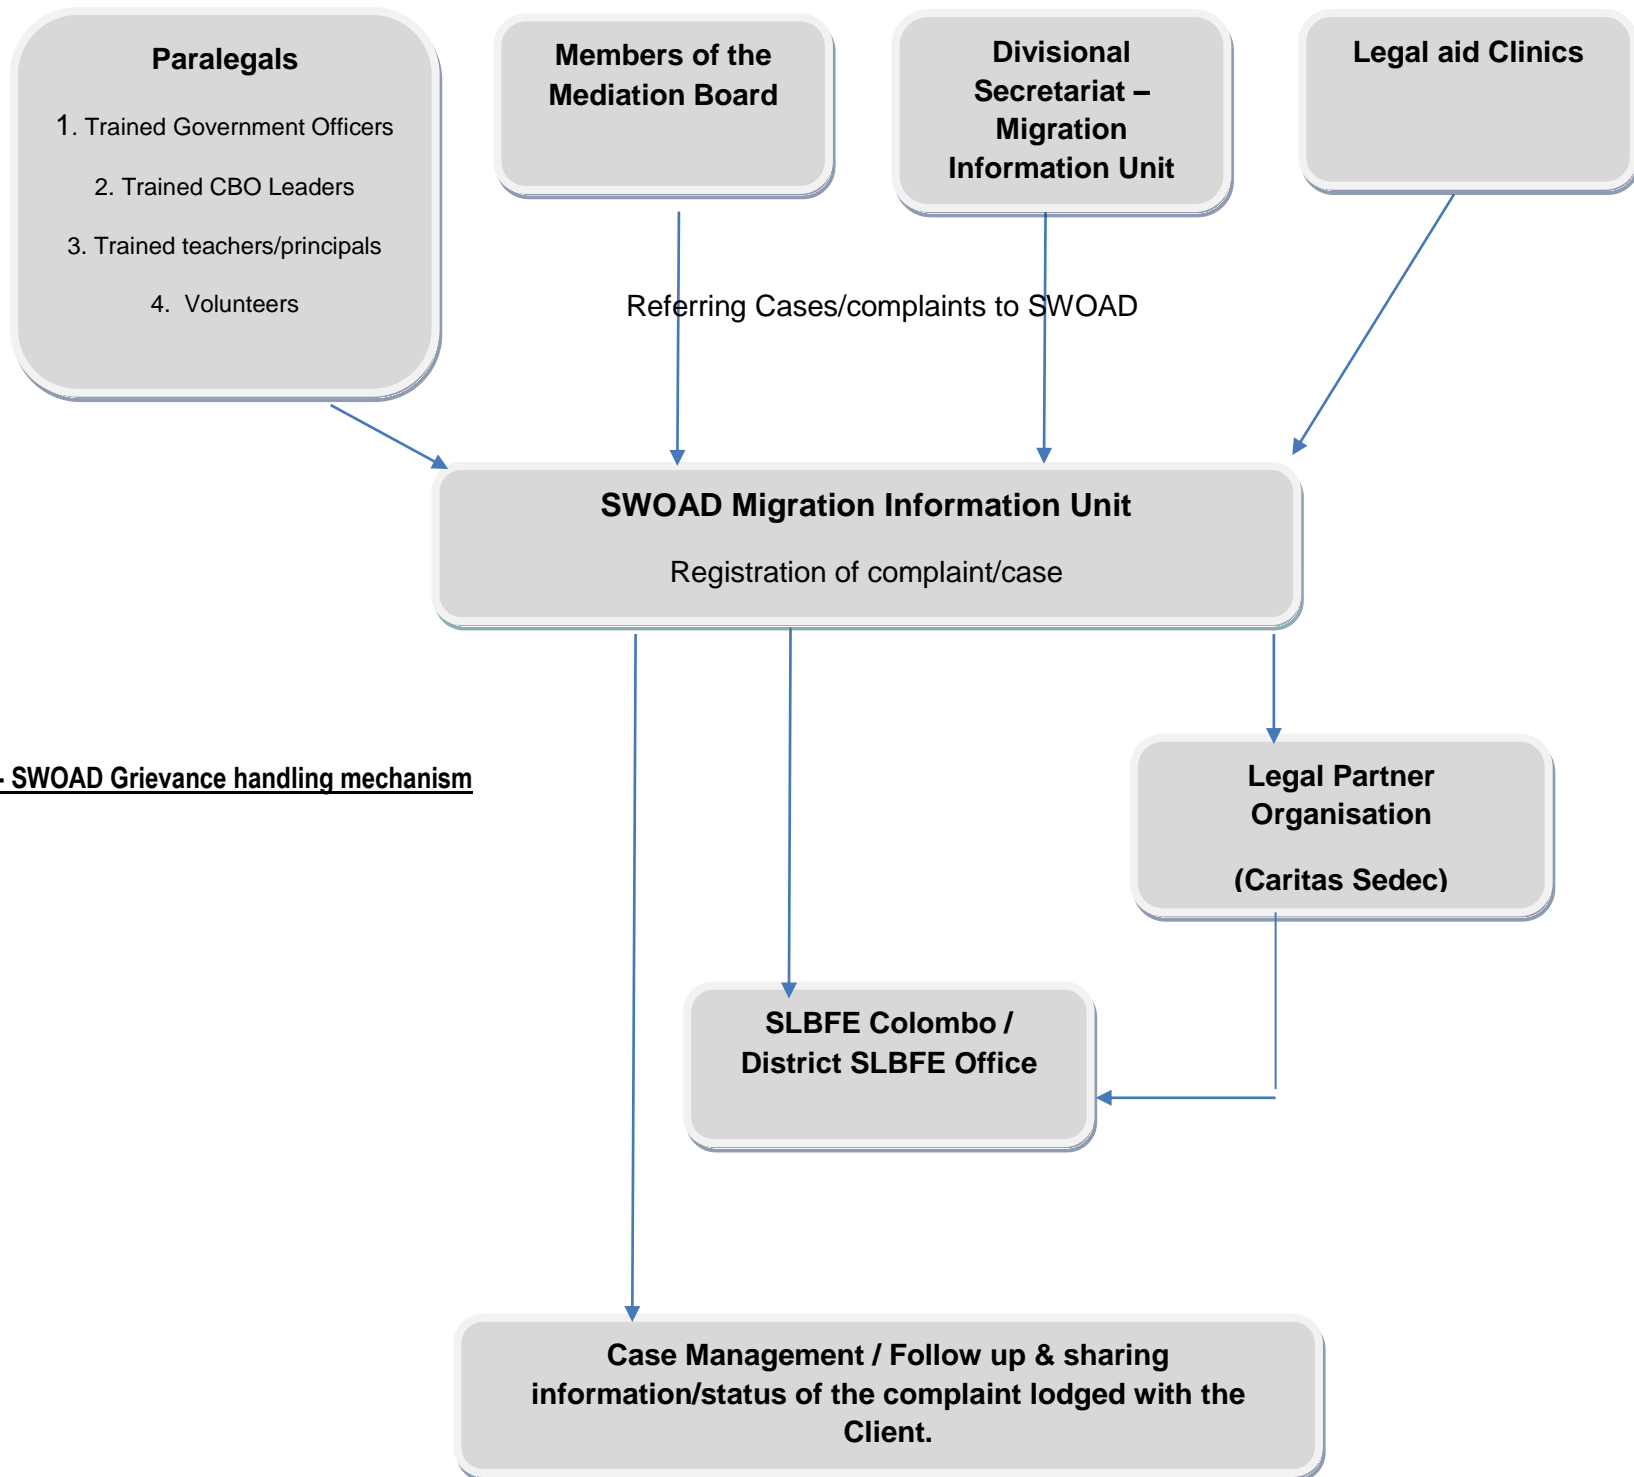 Paralegals
1. Trained Government Officers
2. Trained CBO Leaders
3. Trained teachers/principals
4. Volunteers
Members of the
Mediation Board
Divisional
Secretariat –
Migration
Information Unit
Legal aid Clinics
Referring Cases/complaints to SWOAD
SWOAD Migration Information Unit
Registration of complaint/case
- SWOAD Grievance handling mechanism
Legal Partner
Organisation
(Caritas Sedec)
SLBFE Colombo /
District SLBFE Office
Case Management / Follow up & sharing
information/status of the complaint lodged with the
Client.